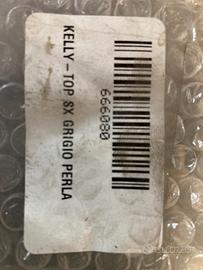 666080
KELLY - TOP SX GRIGIO PERLA